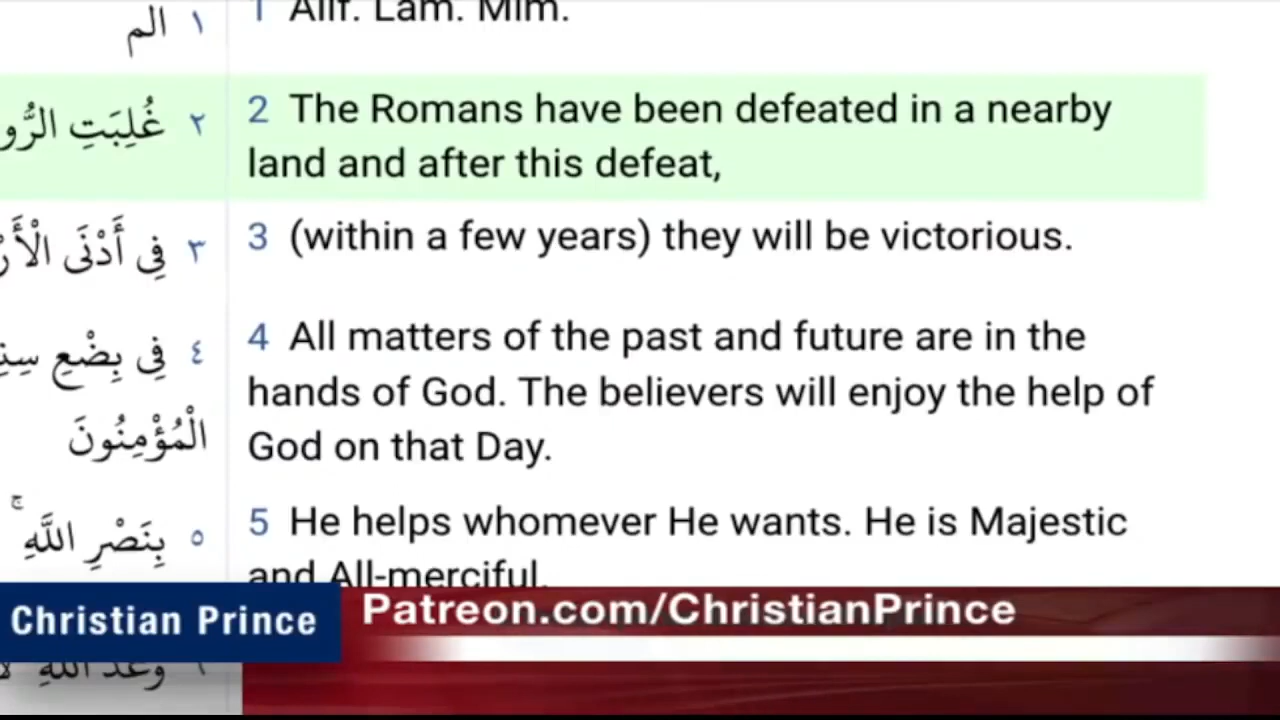 ١ الم
1 Alif. Lam. Mim.
٢ غُلِبَتِ
2 The Romans have been defeated in a nearby
land and after this defeat,
٣ فِي أَدْنَى
3 (within a few years) they will be victorious.
٤ فِي بِضْعِ
4 All matters of the past and future are in the
الْمُؤْمِنُونَ
hands of God. The believers will enjoy the help of
God on that Day.
٥ بِنَصْرِ اللَّهِ ۚ
5 He helps whomever He wants. He is Majestic
and All-merciful.
Christian Prince
Patreon.com/ChristianPrince
وَعْدَ اللَّهِ